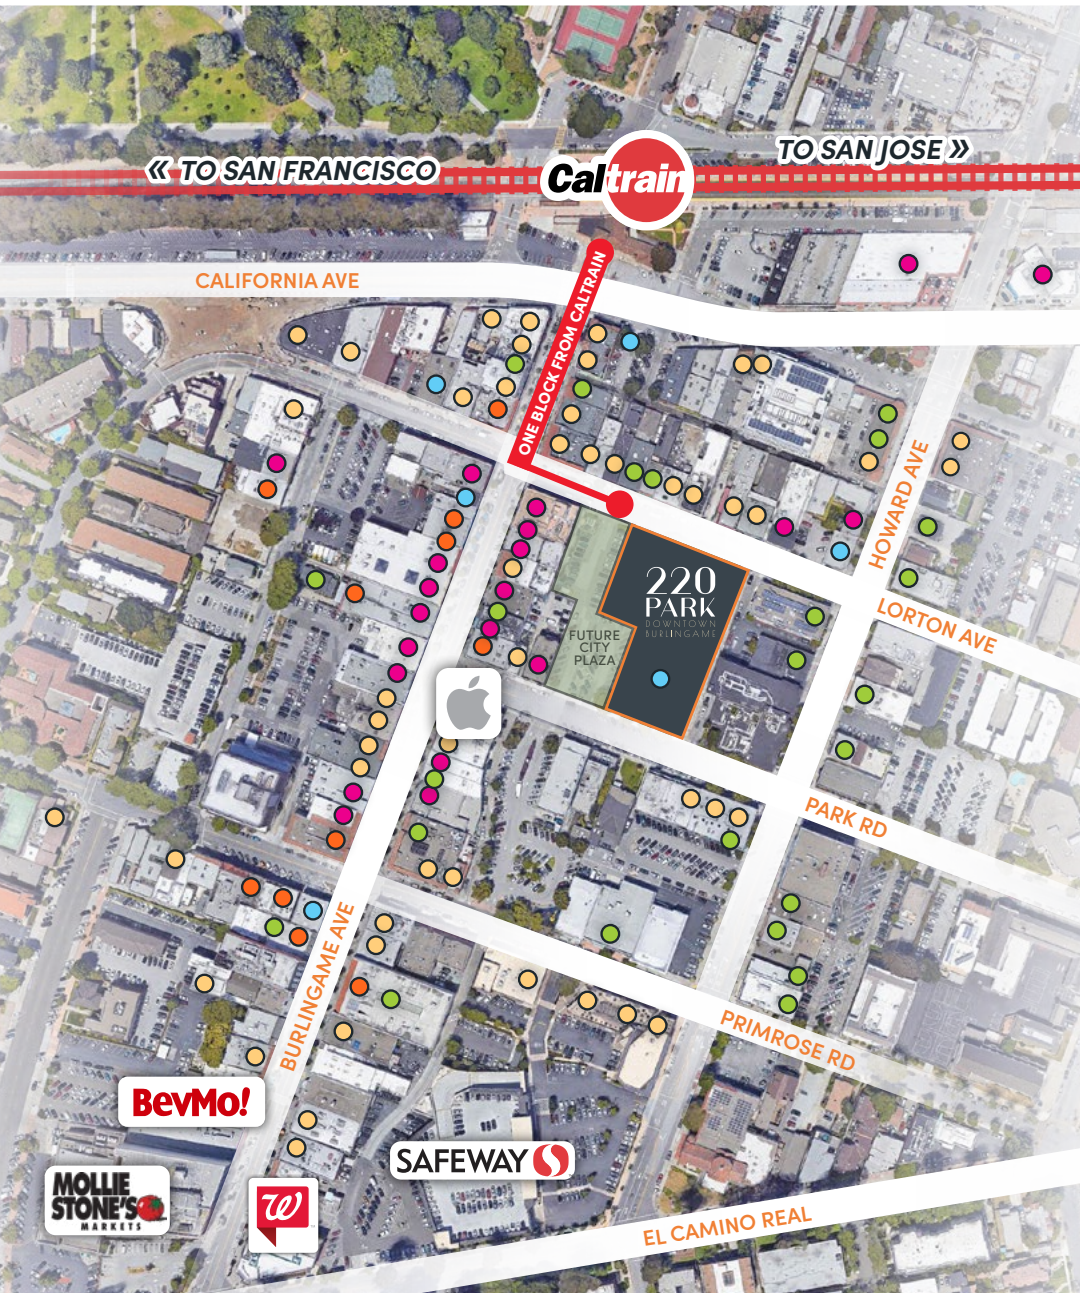 « TO SAN FRANCISCO
Caltrain
TO SAN JOSE »
CALIFORNIA AVE
ONE BLOCK FROM CALTRAIN
HOWARD AVE
220
PARK
DOWNTOWN
BURLINGAME
FUTURE
CITY
PLAZA
LORTON AVE
PARK RD
BURLINGAME AVE
PRIMROSE RD
BevMo!
SAFEWAY
MOLLIE
STONE'S
MARKETS
W
EL CAMINO REAL